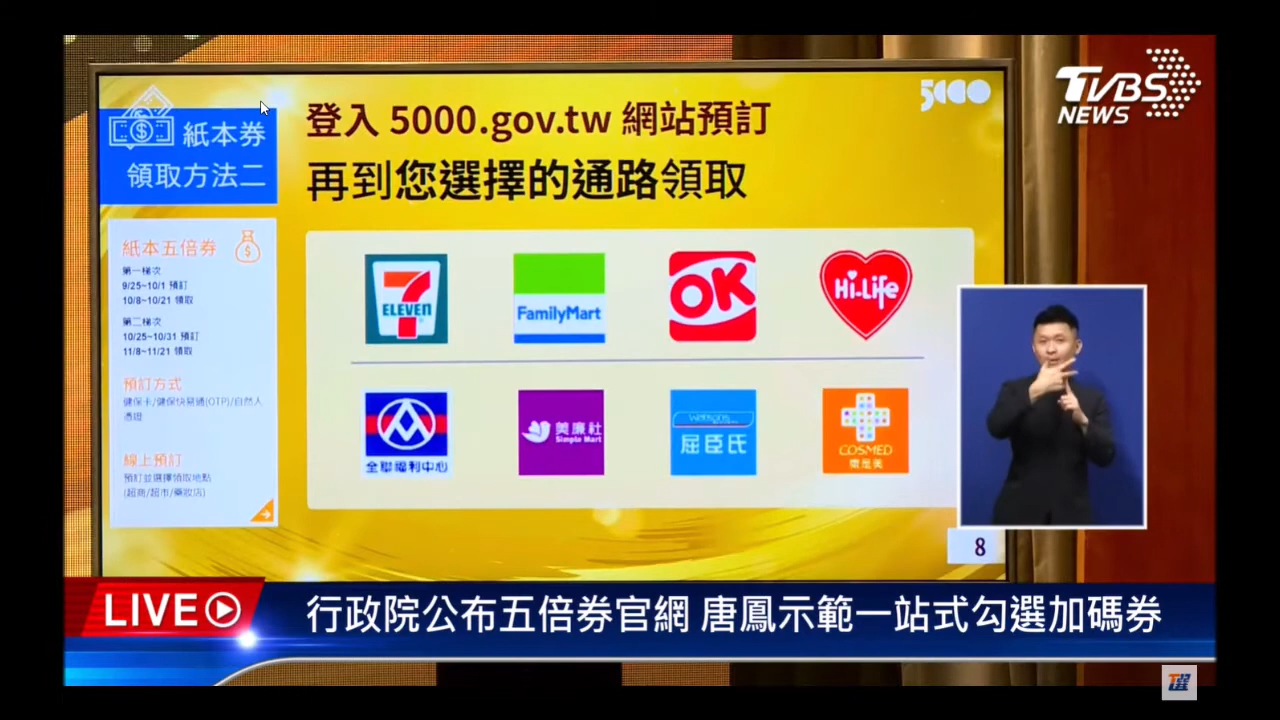 登入 5000.gov.tw 網站預訂
再到您選擇的通路領取
5000
TVBS
NEWS
紙本券
領取方法二
紙本五倍券
第一梯次
9/25~10/1 預訂
10/8~10/21 領取
第二梯次
10/25~10/31 預訂
11/8~11/21 領取
預訂方式
健保卡/健保快易通(OTP)/自然人
憑證
線上預訂
預訂並選擇領取地點
(超商/超市/藥妝店)
7
ELEVEN
FamilyMart
OK
Hi-Life
全聯福利中心
美廉社
Simple Mart
watsons
屈臣氏
COSMED
康是美
8
LIVE
行政院公布五倍券官網 唐鳳示範一站式勾選加碼券
T選